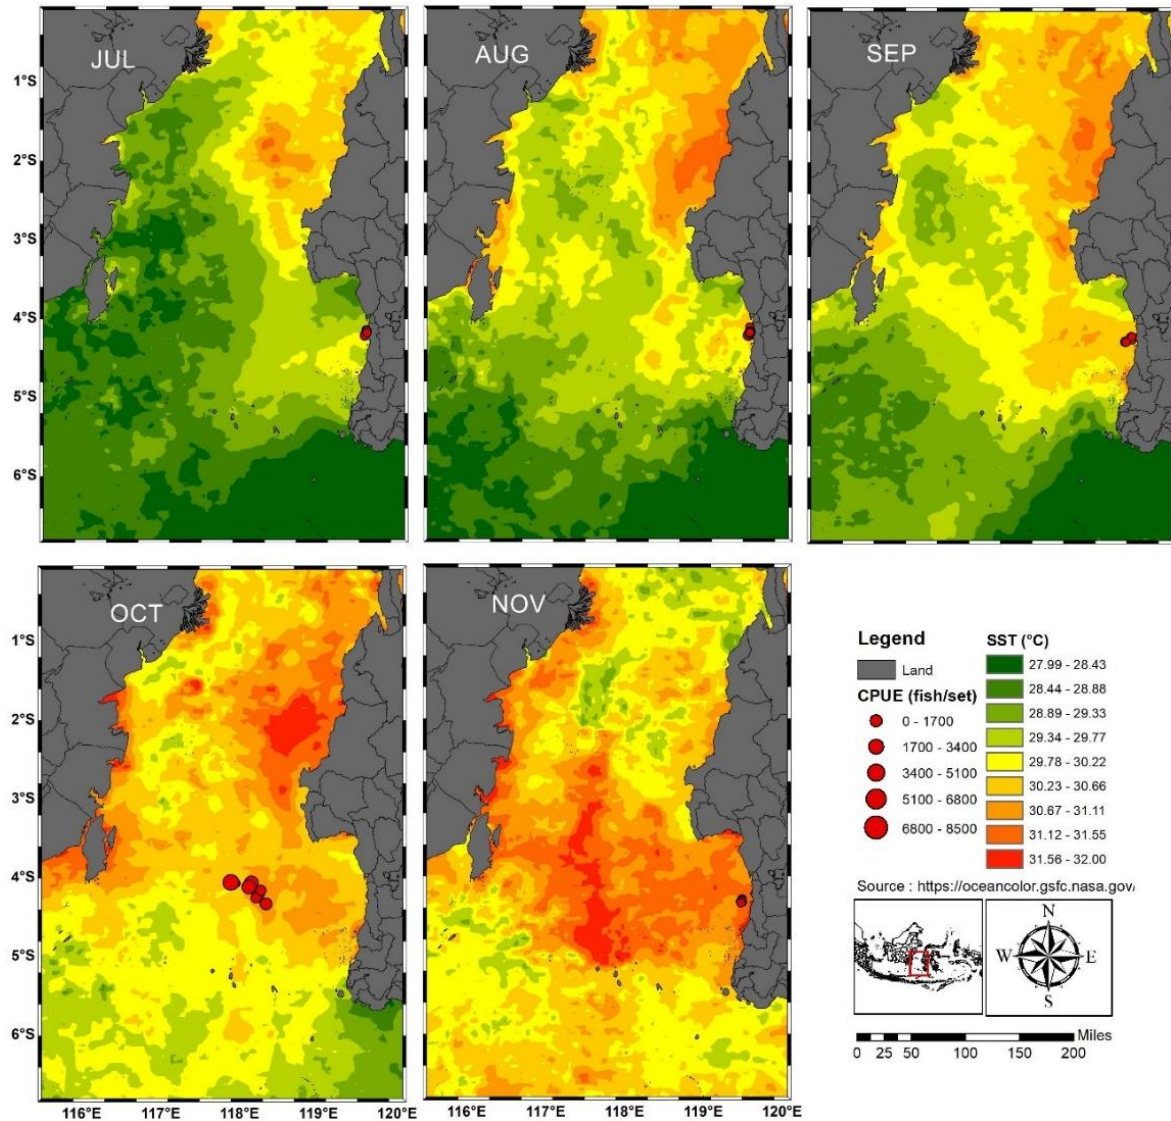 JUL
AUG
SEP
1°S
2°S
3°S
4°S
5°S
6°S
OCT
NOV
1°S
2°S
3°S
4°S
5°S
6°S
116°E 117°E 118°E 119°E 120°E
116°E 117°E 118°E 119°E 120°E
Legend
Land
CPUE (fish/set)
0 - 1700
1700 - 3400
3400 - 5100
5100 - 6800
6800 - 8500
SST (°C)
27.99 - 28.43
28.44 - 28.88
28.89 - 29.33
29.34 - 29.77
29.78 - 30.22
30.23 - 30.66
30.67 - 31.11
31.12 - 31.55
31.56 - 32.00
Source : https://oceancolor.gsfc.nasa.gov/
N
W E
S
Miles
0 25 50 100 150 200